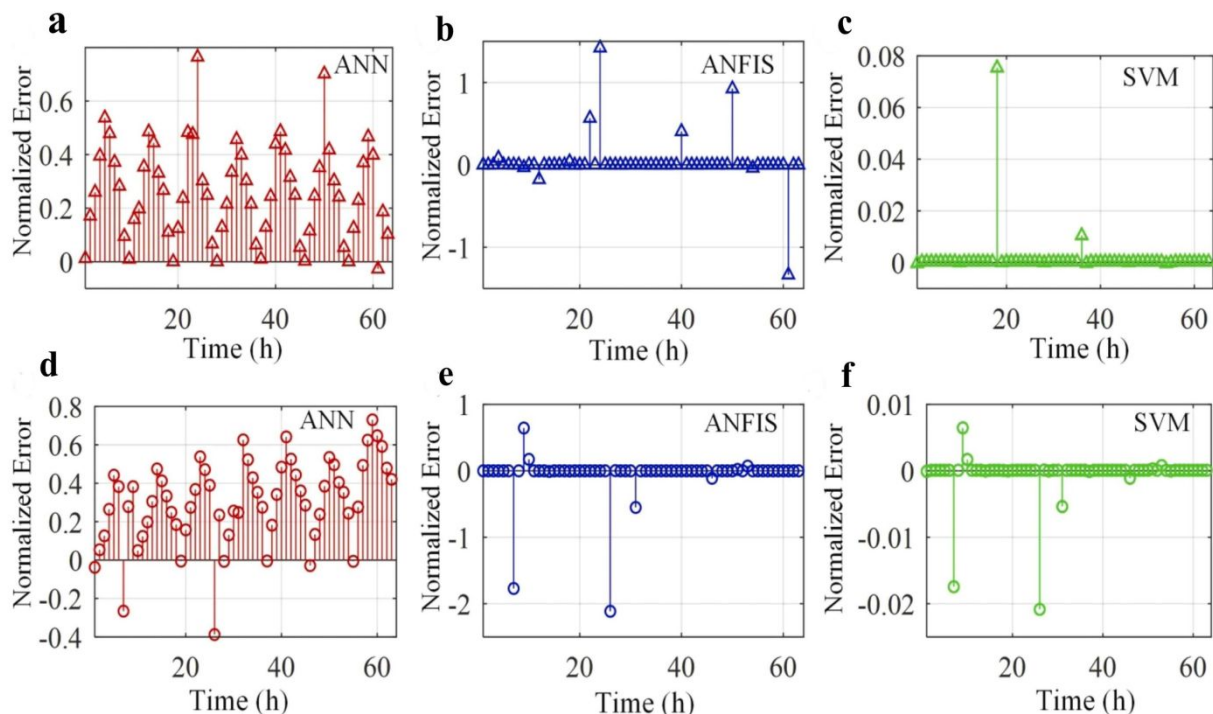 a
ANN
Normalized Error
0.6
0.4
0.2
0
20 40 60
Time (h)
b
ANFIS
Normalized Error
1
0
-1
20 40 60
Time (h)
c
SVM
Normalized Error
0.08
0.06
0.04
0.02
0
20 40 60
Time (h)
d
ANN
Normalized Error
0.8
0.6
0.4
0.2
0
-0.2
-0.4
20 40 60
Time (h)
e
ANFIS
Normalized Error
1
0
-1
-2
20 40 60
Time (h)
f
SVM
Normalized Error
0.01
0
-0.01
-0.02
20 40 60
Time (h)